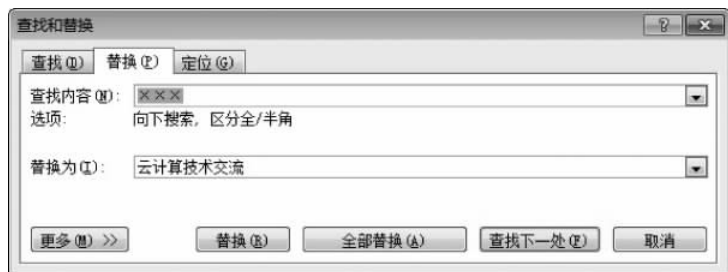 查找和替换
查找(D) 替换(P) 定位(G)
查找内容(N): ×××
选项: 向下搜索, 区分全/半角
替换为(I): 云计算技术交流
更多(M) >> 替换(R) 全部替换(A) 查找下一处(F) 取消